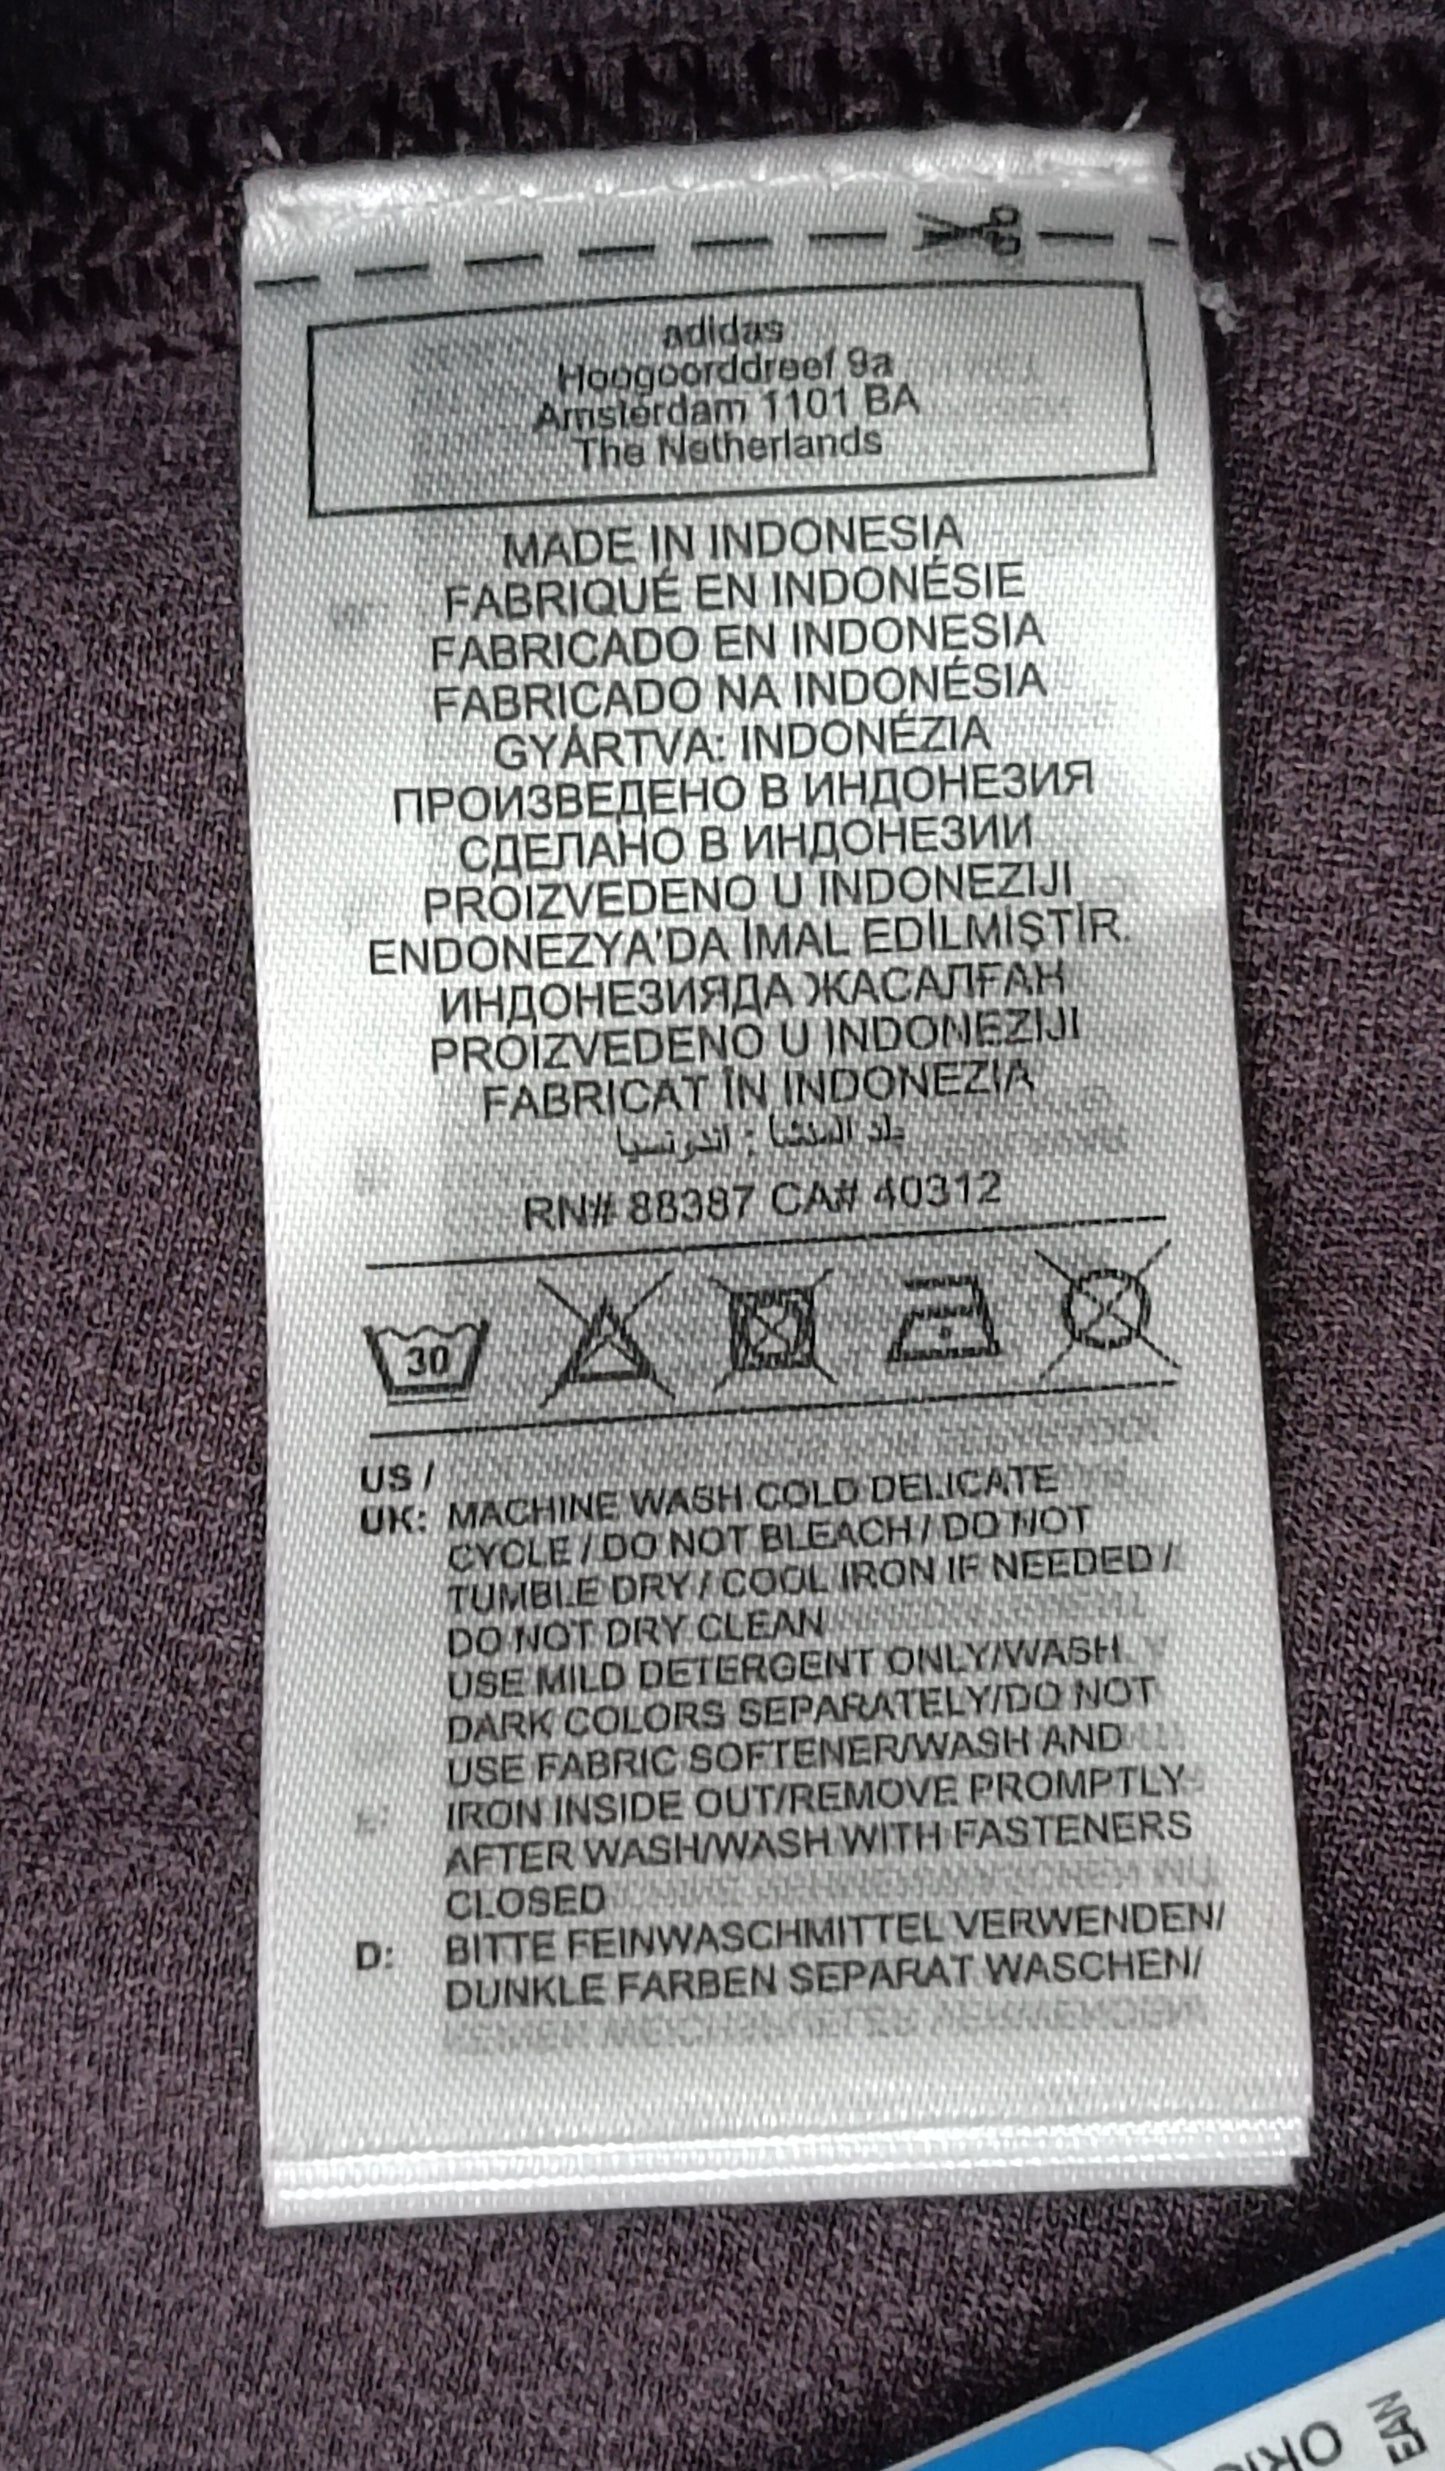 adidas
Hoogoorddreef 9a
Amsterdam 1101 BA
The Netherlands
MADE IN INDONESIA
FABRIQUÉ EN INDONÉSIE
FABRICADO EN INDONESIA
FABRICADO NA INDONÉSIA
GYÁRTVA: INDONÉZIA
ПРОИЗВЕДЕНО В ИНДОНЕЗИЯ
СДЕЛАНО В ИНДОНЕЗИИ
PROIZVEDENO U INDONEZIJI
ENDONEZYA'DA İMAL EDİLMİŞTİR.
ИНДОНЕЗИЯДА ЖАСАЛҒАН
PROIZVEDENO U INDONEZIJI
FABRICAT ÎN INDONEZIA
بلد المنشأ : اندونسيا
RN# 88387 CA# 40312
30
US /
UK: MACHINE WASH COLD DELICATE
CYCLE / DO NOT BLEACH / DO NOT
TUMBLE DRY / COOL IRON IF NEEDED /
DO NOT DRY CLEAN
USE MILD DETERGENT ONLY/WASH
DARK COLORS SEPARATELY/DO NOT
USE FABRIC SOFTENER/WASH AND
IRON INSIDE OUT/REMOVE PROMPTLY
AFTER WASH/WASH WITH FASTENERS
CLOSED
D: BITTE FEINWASCHMITTEL VERWENDEN/
DUNKLE FARBEN SEPARAT WASCHEN/
EAN